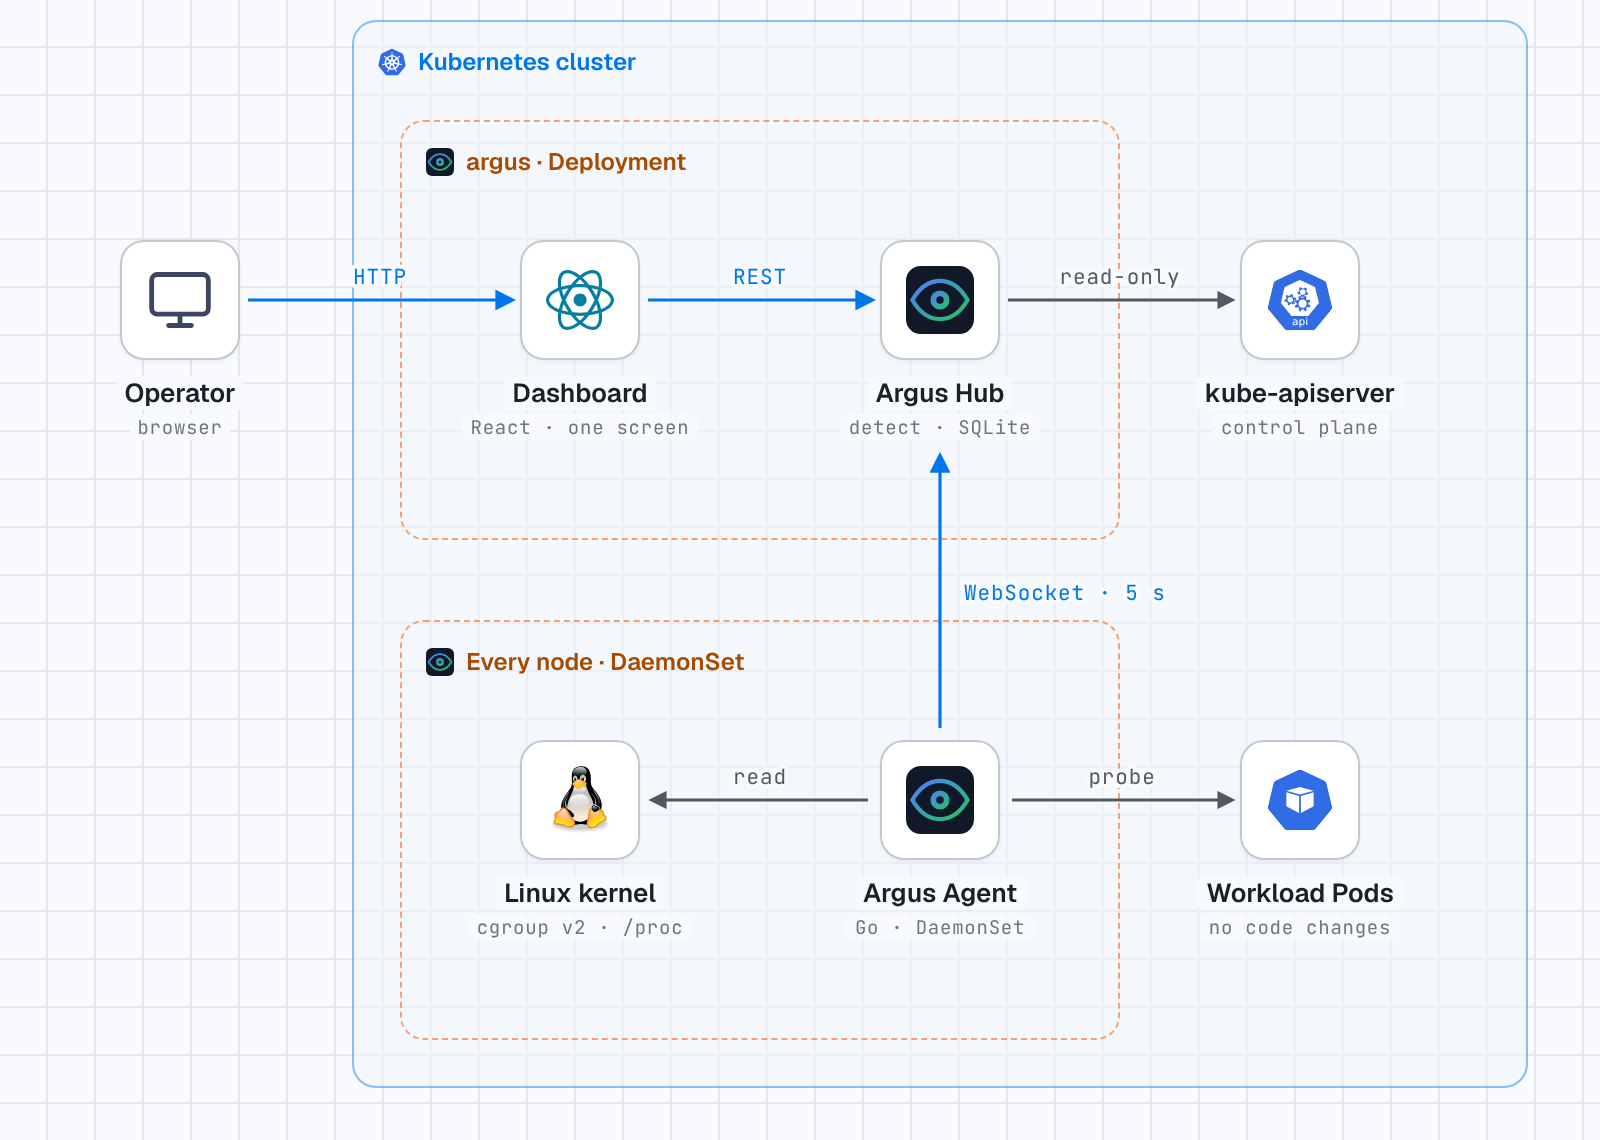 Kubernetes cluster
argus · Deployment
HTTP
REST
read-only
api
Operator
browser
Dashboard
React · one screen
Argus Hub
detect · SQLite
kube-apiserver
control plane
WebSocket · 5 s
Every node · DaemonSet
read
probe
Linux kernel
cgroup v2 · /proc
Argus Agent
Go · DaemonSet
Workload Pods
no code changes